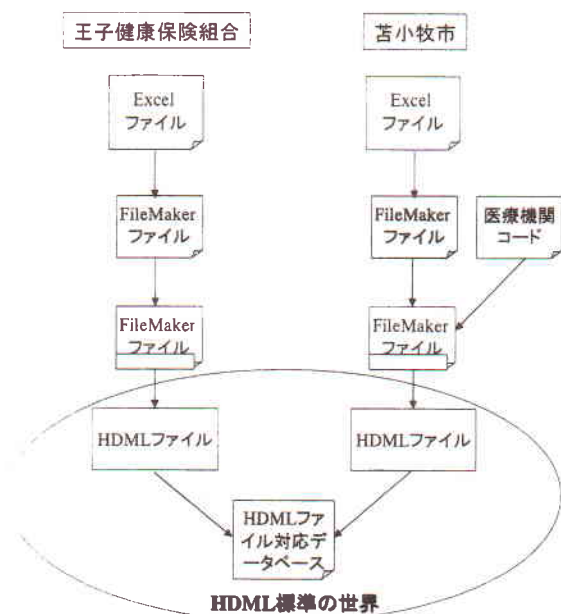 王子健康保険組合
苫小牧市
Excel
ファイル
Excel
ファイル
FileMaker
ファイル
FileMaker
ファイル
医療機関
コード
FileMaker
ファイル
FileMaker
ファイル
HDMLファイル
HDMLファイル
HDMLファ
イル対応デ
ータベース
HDML標準の世界